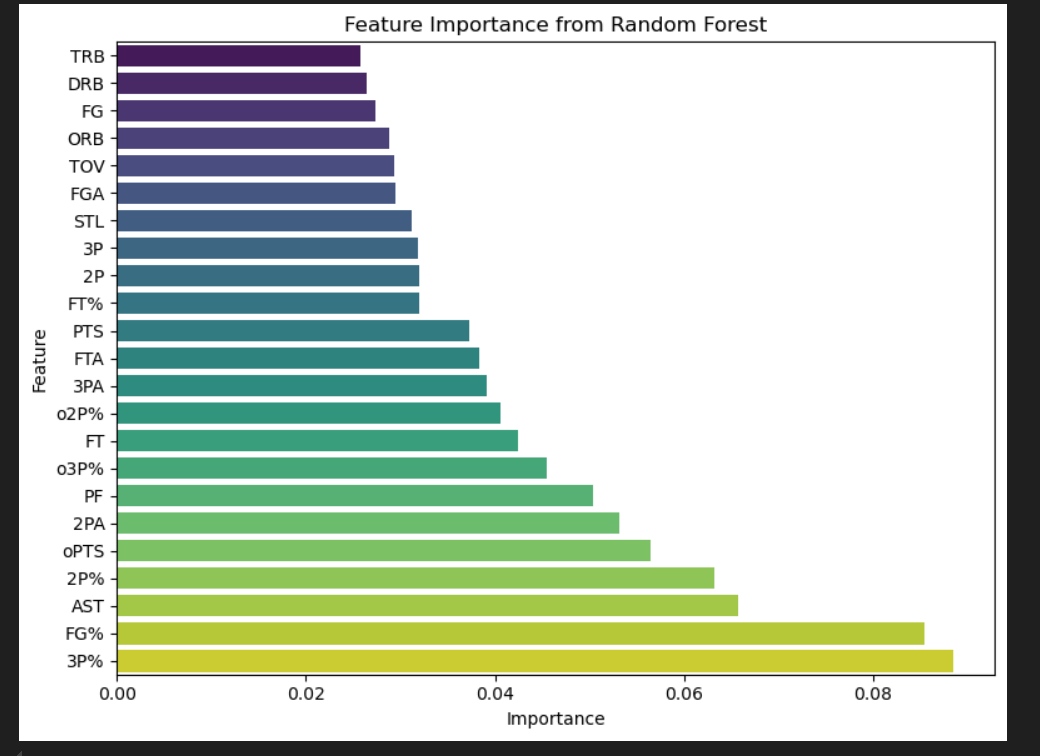 Feature Importance from Random Forest
TRB
DRB
FG
ORB
TOV
FGA
STL
3P
2P
FT%
PTS
FTA
3PA
o2P%
FT
o3P%
PF
2PA
oPTS
2P%
AST
FG%
3P%
Feature
0.00 0.02 0.04 0.06 0.08
Importance